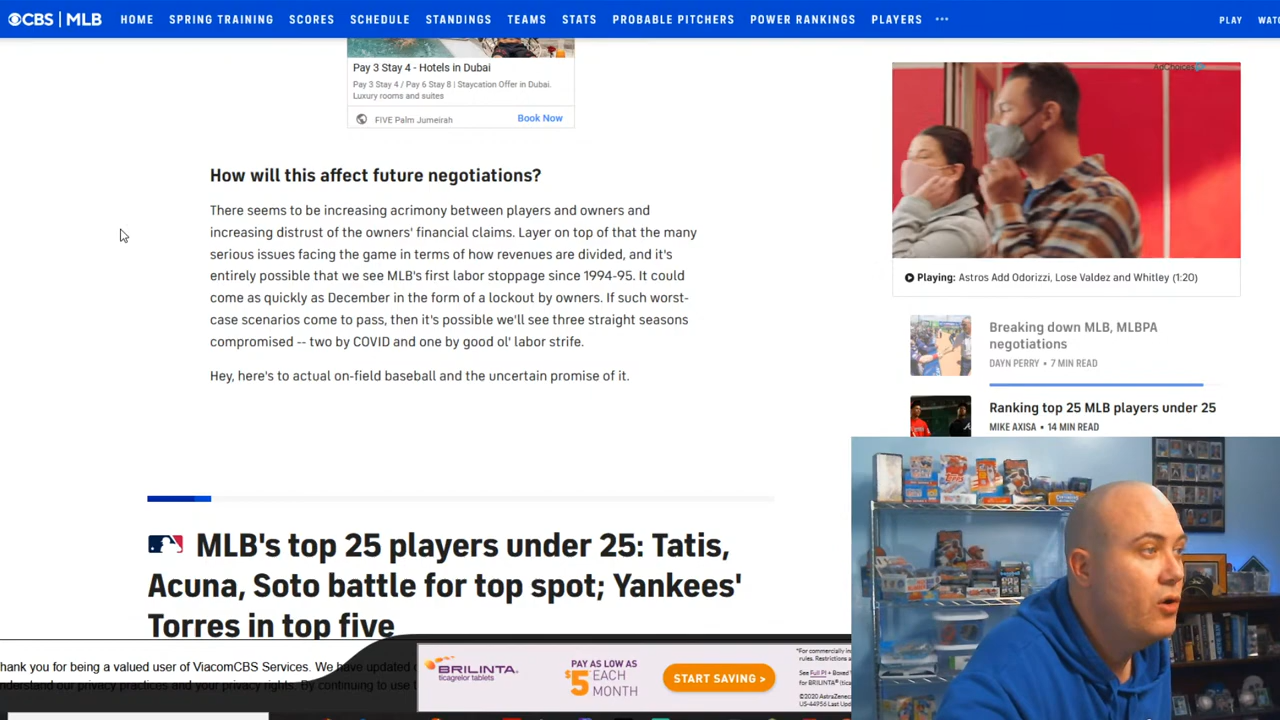 CBS | MLB HOME SPRING TRAINING SCORES SCHEDULE STANDINGS TEAMS STATS PROBABLE PITCHERS POWER RANKINGS PLAYERS ••• PLAY
Pay 3 Stay 4 - Hotels in Dubai
Pay 3 Stay 4 / Pay 6 Stay 8 | Staycation Offer in Dubai.
Luxury rooms and suites
FIVE Palm Jumeirah Book Now
How will this affect future negotiations?
There seems to be increasing acrimony between players and owners and
increasing distrust of the owners' financial claims. Layer on top of that the many
serious issues facing the game in terms of how revenues are divided, and it's
entirely possible that we see MLB's first labor stoppage since 1994-95. It could
come as quickly as December in the form of a lockout by owners. If such worst-
case scenarios come to pass, then it's possible we'll see three straight seasons
compromised -- two by COVID and one by good ol' labor strife.
Hey, here's to actual on-field baseball and the uncertain promise of it.
AdChoices
Playing: Astros Add Odorizzi, Lose Valdez and Whitley (1:20)
Breaking down MLB, MLBPA
negotiations
DAYN PERRY • 7 MIN READ
Ranking top 25 MLB players under 25
MIKE AXISA • 14 MIN READ
MLB's top 25 players under 25: Tatis,
Acuna, Soto battle for top spot; Yankees'
Torres in top five
hank you for being a valued user of ViacomCBS Services. We have updated
nderstand our privacy practices and your privacy rights. By continuing to use
BRILINTA
ticagrelor tablets
PAY AS LOW AS
$5 EACH
MONTH
START SAVING >
*For commercially in
rules. Restrictions
See Full PI + Boxed
for BRILINTA® (tica
©2020 AstraZeneca
US-44956 Last Upd